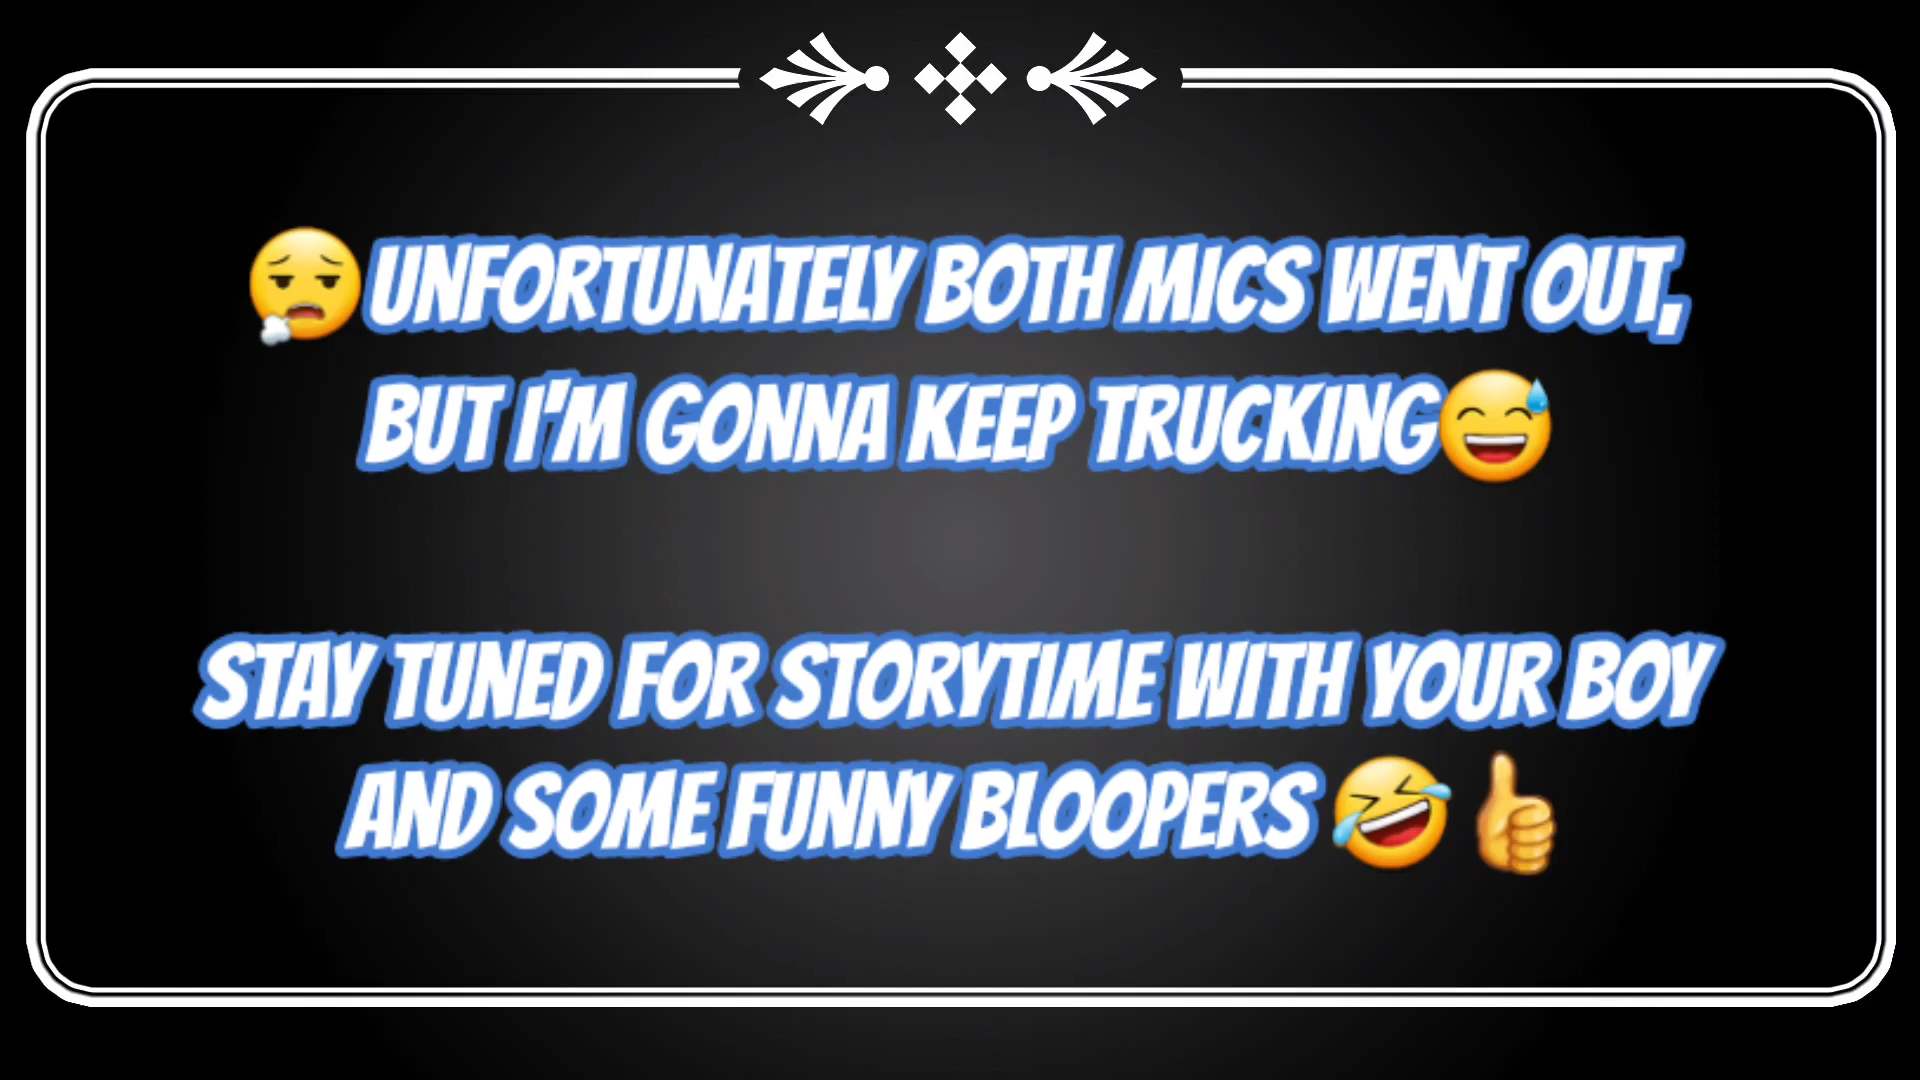 😮‍💨UNFORTUNATELY BOTH MICS WENT OUT,
BUT I'M GONNA KEEP TRUCKING😅
STAY TUNED FOR STORYTIME WITH YOUR BOY
AND SOME FUNNY BLOOPERS 🤣👍